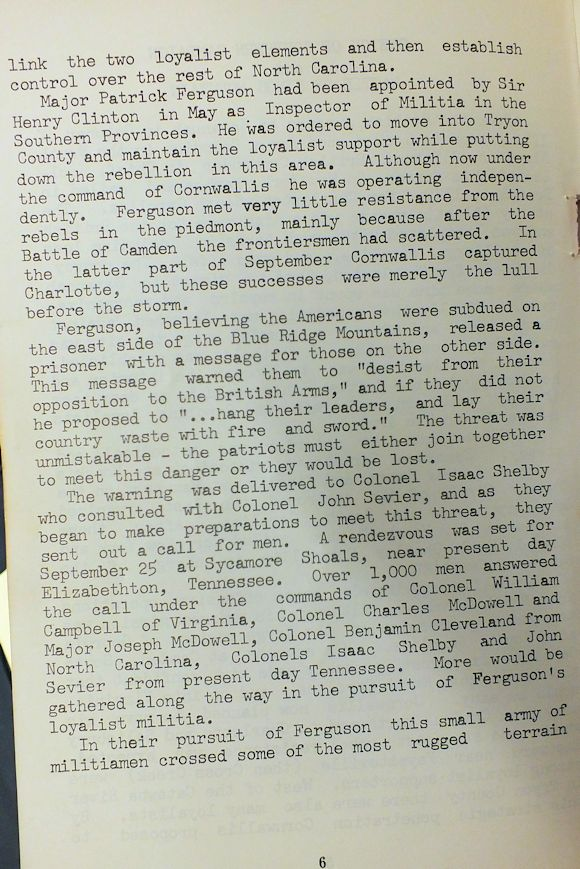 link the two loyalist elements and then establish
control over the rest of North Carolina.
Major Patrick Ferguson had been appointed by Sir
Henry Clinton in May as Inspector of Militia in the
Southern Provinces. He was ordered to move into Tryon
County and maintain the loyalist support while putting
down the rebellion in this area. Although now under
the command of Cornwallis he was operating indepen-
dently. Ferguson met very little resistance from the
rebels in the piedmont, mainly because after the
Battle of Camden the frontiersmen had scattered. In
the latter part of September Cornwallis captured
Charlotte, but these successes were merely the lull
before the storm.
Ferguson, believing the Americans were subdued on
the east side of the Blue Ridge Mountains, released a
prisoner with a message for those on the other side.
This message warned them to "desist from their
opposition to the British Arms," and if they did not
he proposed to "...hang their leaders, and lay their
country waste with fire and sword." The threat was
unmistakable - the patriots must either join together
to meet this danger or they would be lost.
The warning was delivered to Colonel Isaac Shelby
who consulted with Colonel John Sevier, and as they
began to make preparations to meet this threat, they
sent out a call for men. A rendezvous was set for
September 25 at Sycamore Shoals, near present day
Elizabethton, Tennessee. Over 1,000 men answered
the call under the commands of Colonel William
Campbell of Virginia, Colonel Charles McDowell and
Major Joseph McDowell, Colonel Benjamin Cleveland from
North Carolina, Colonels Isaac Shelby and John
Sevier from present day Tennessee. More would be
gathered along the way in the pursuit of Ferguson's
loyalist militia.
In their pursuit of Ferguson this small army of
militiamen crossed some of the most rugged terrain
6